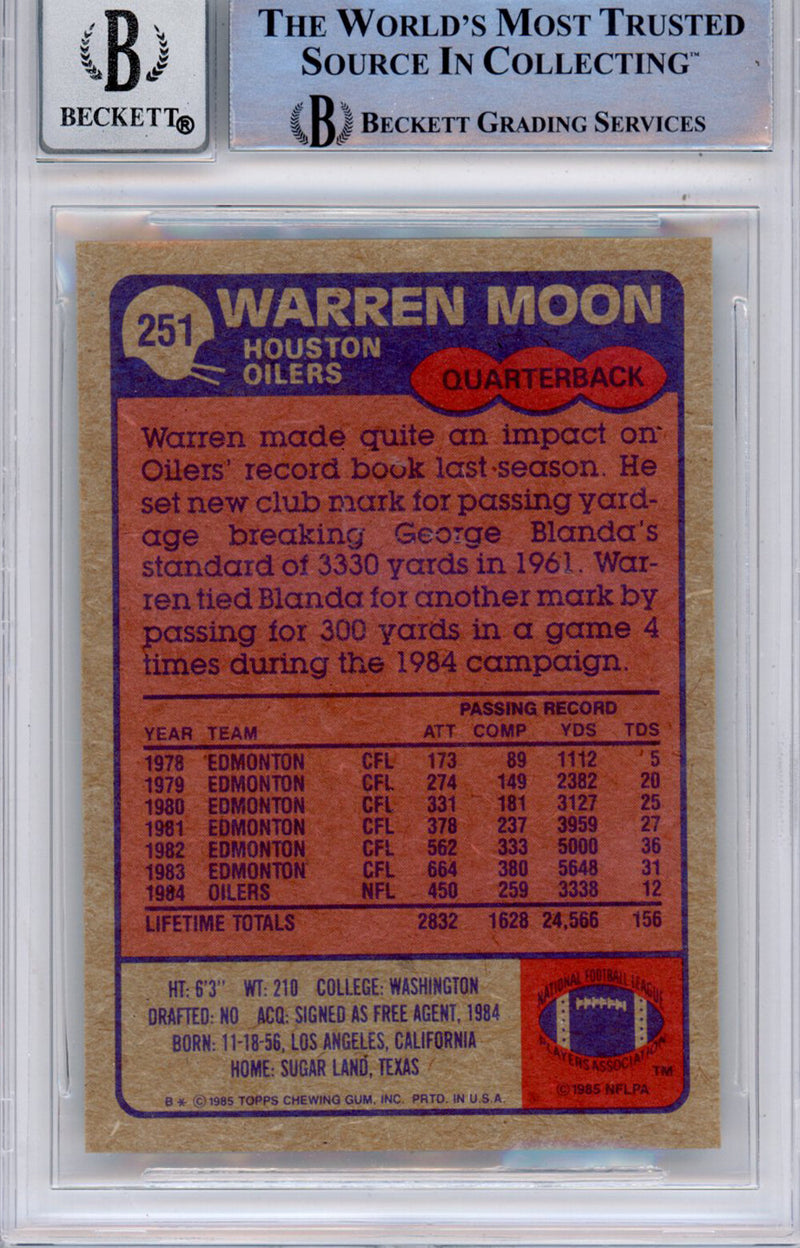 B
BECKETT®
THE WORLD'S MOST TRUSTED
SOURCE IN COLLECTING™
B BECKETT GRADING SERVICES
251
WARREN MOON
HOUSTON
OILERS
QUARTERBACK
Warren made quite an impact on
Oilers' record book last season. He
set new club mark for passing yard-
age breaking George Blanda's
standard of 3330 yards in 1961. War-
ren tied Blanda for another mark by
passing for 300 yards in a game 4
times during the 1984 campaign.
PASSING RECORD
YEAR TEAM ATT COMP YDS TDS
1978 EDMONTON CFL 173 89 1112 5
1979 EDMONTON CFL 274 149 2382 20
1980 EDMONTON CFL 331 181 3127 25
1981 EDMONTON CFL 378 237 3959 27
1982 EDMONTON CFL 562 333 5000 36
1983 EDMONTON CFL 664 380 5648 31
1984 OILERS NFL 450 259 3338 12
LIFETIME TOTALS 2832 1628 24,566 156
HT: 6'3" WT: 210 COLLEGE: WASHINGTON
DRAFTED: NO ACQ: SIGNED AS FREE AGENT, 1984
BORN: 11-18-56, LOS ANGELES, CALIFORNIA
HOME: SUGAR LAND, TEXAS
B * © 1985 TOPPS CHEWING GUM, INC. PRTD. IN U.S.A.
NATIONAL FOOTBALL LEAGUE
PLAYERS ASSOCIATION
TM
© 1985 NFLPA